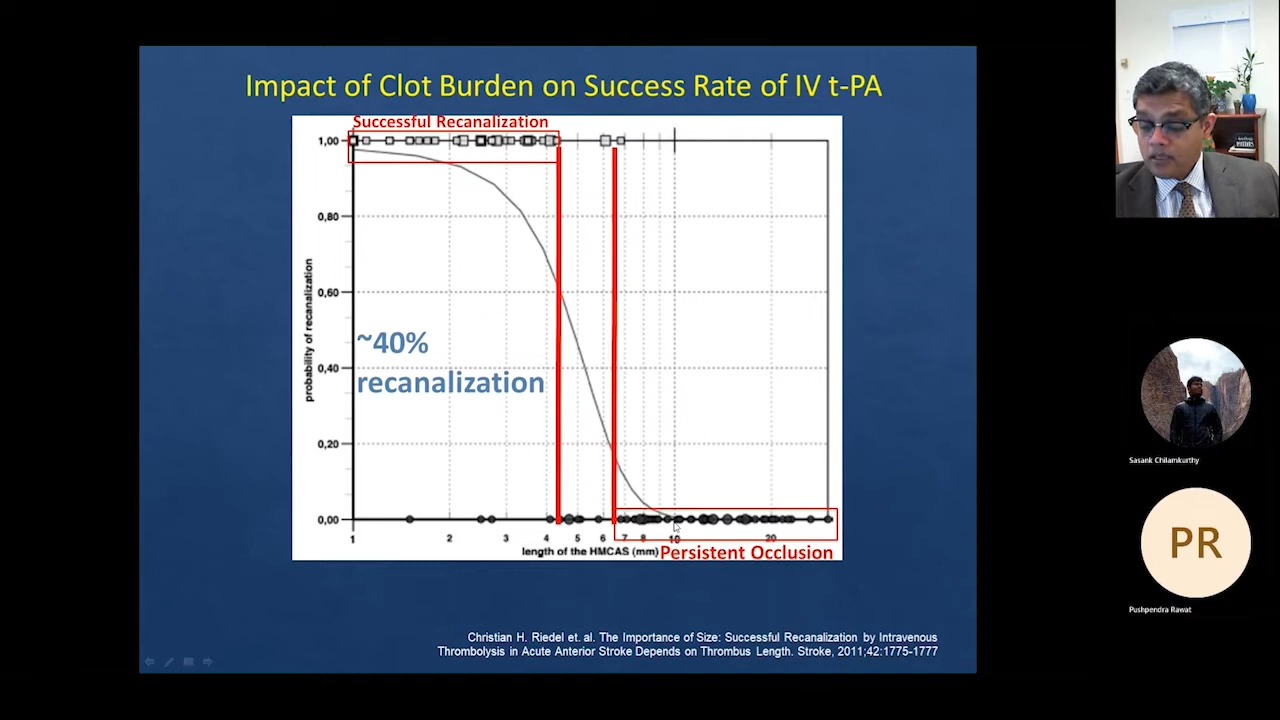 Impact of Clot Burden on Success Rate of IV t-PA
Successful Recanalization
1,00
0,80
0,60
0,40
0,20
0,00
probability of recanalization
~40%
recanalization
1
2
3
4
5
6
7
8
10
20
length of the HMCAS (mm)
Persistent Occlusion
Christian H. Riedel et. al. The Importance of Size: Successful Recanalization by Intravenous
Thrombolysis in Acute Anterior Stroke Depends on Thrombus Length. Stroke, 2011;42:1775-1777
Sasank Chilamkurthy
PR
Pushpendra Rawat